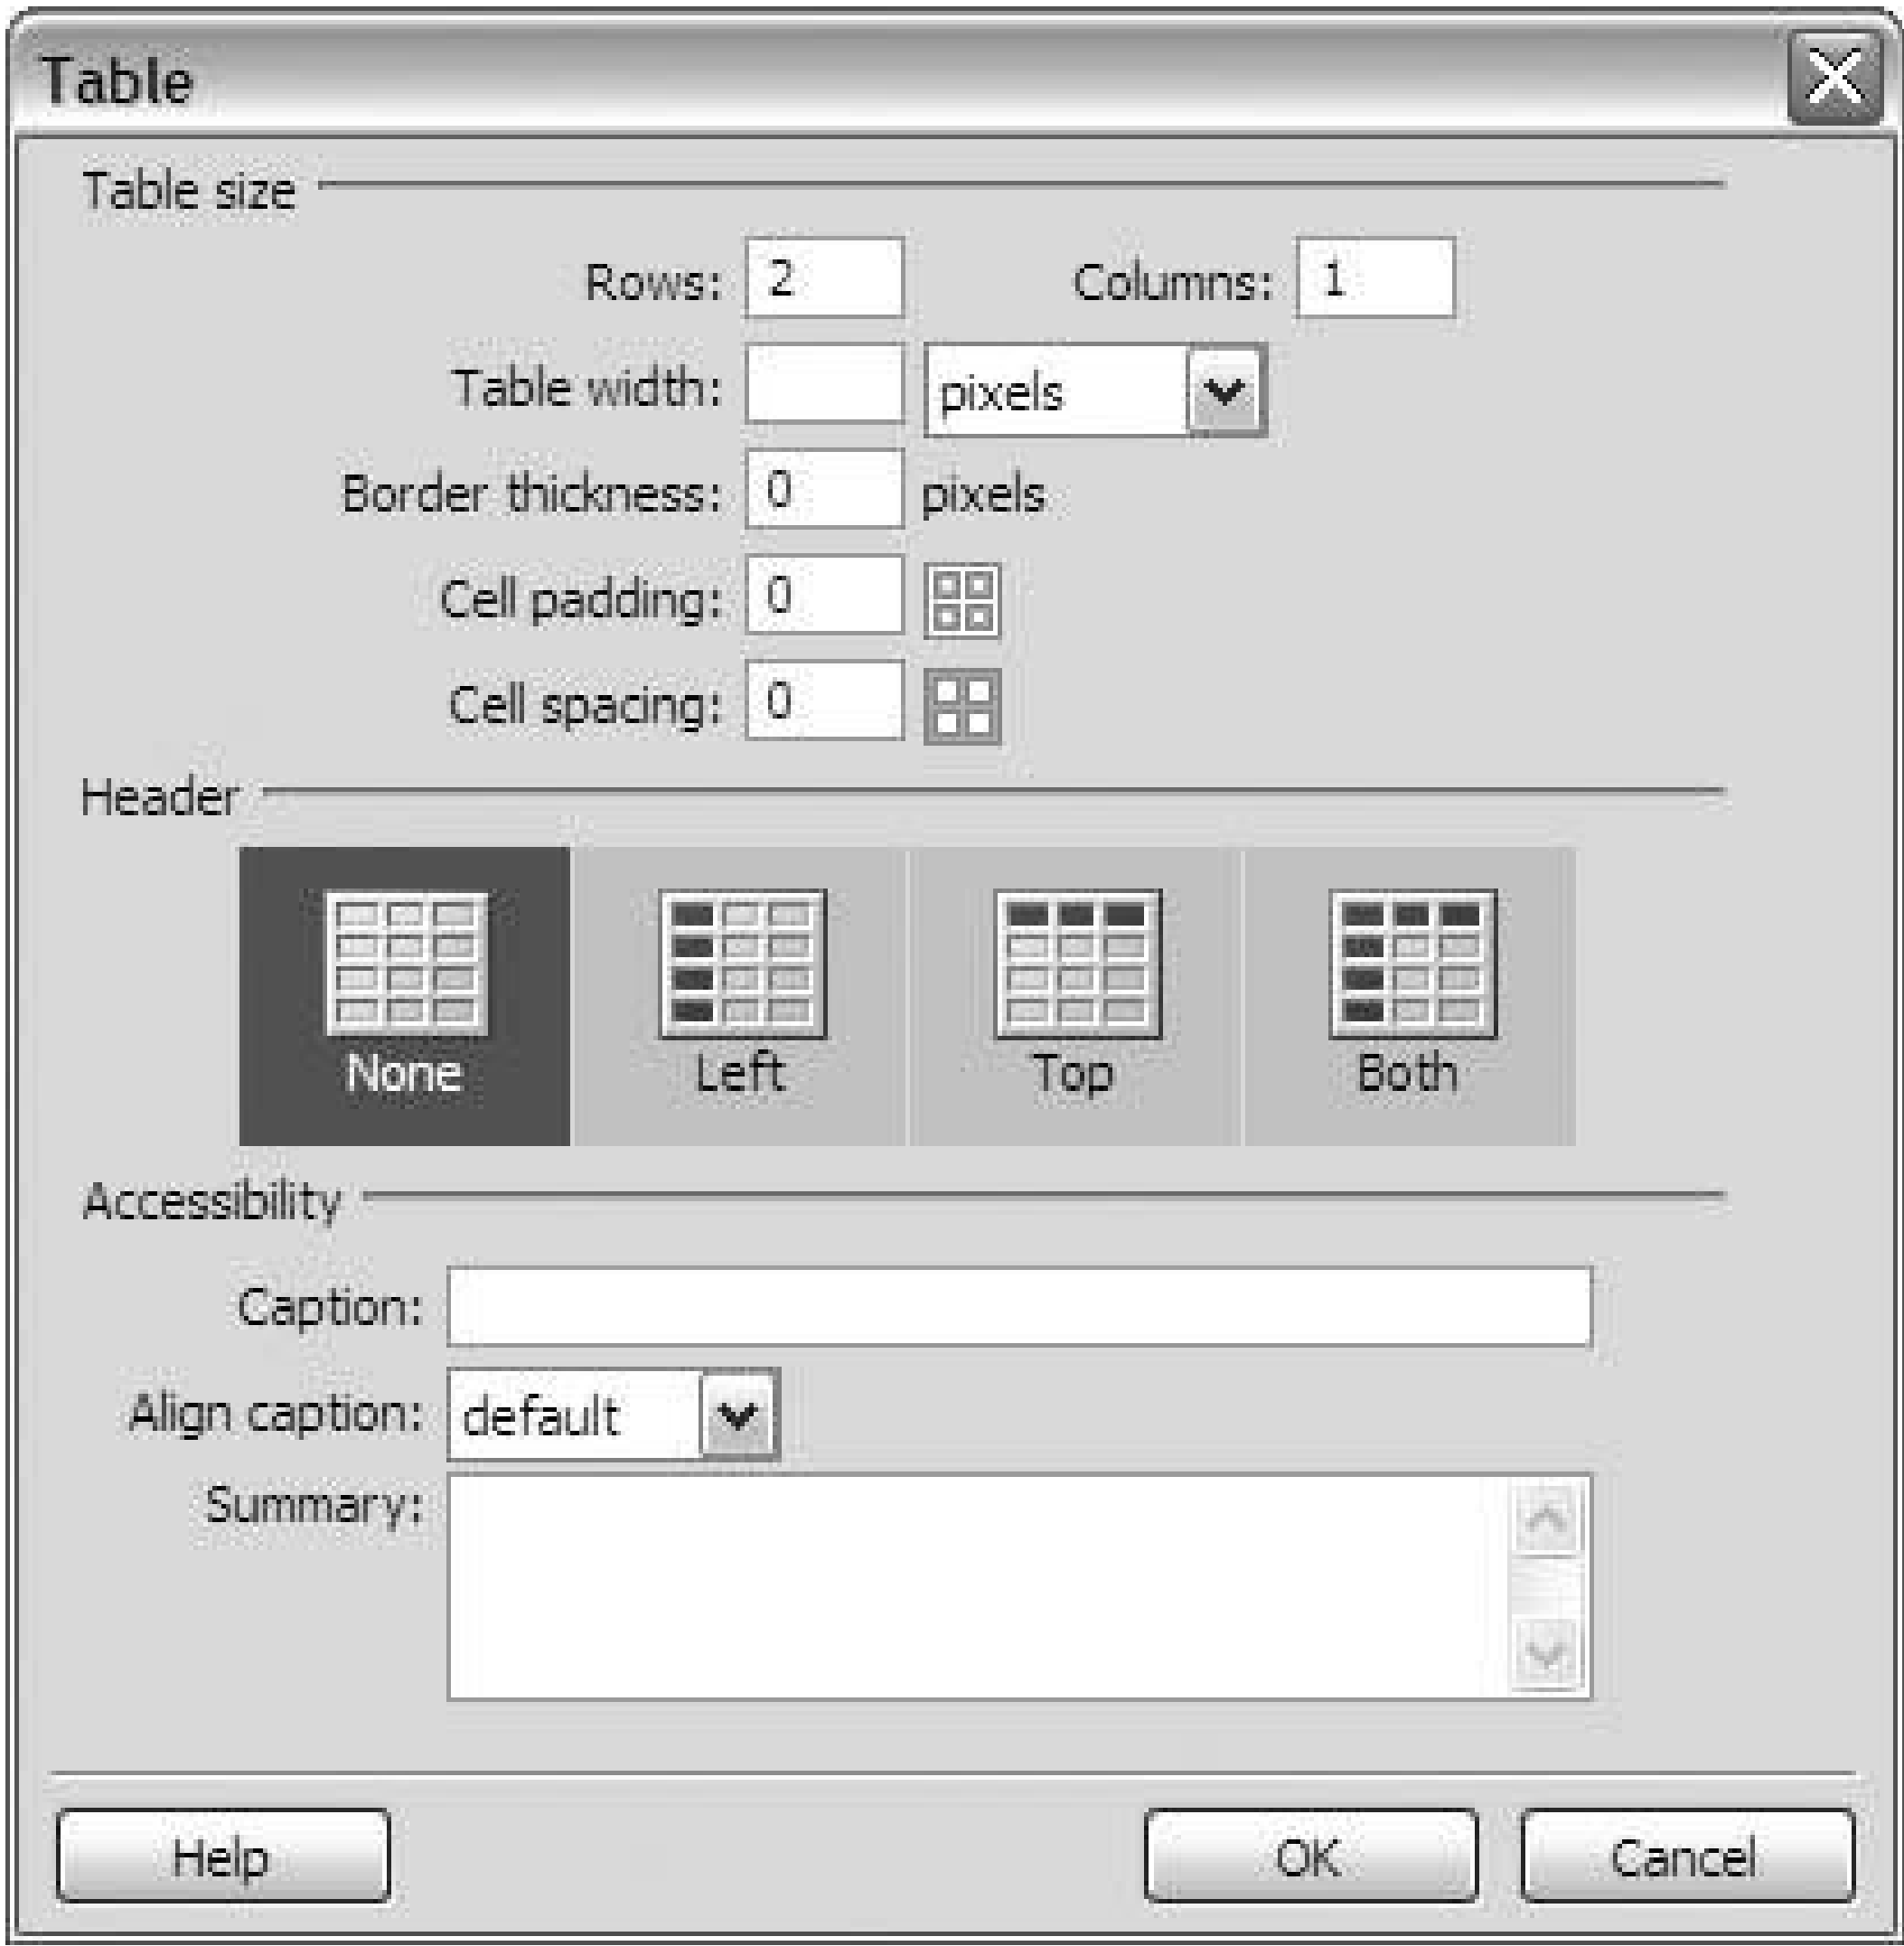 Table
Table size
Rows: 2 Columns: 1
Table width: pixels
Border thickness: 0 pixels
Cell padding: 0
Cell spacing: 0
Header
None Left Top Both
Accessibility
Caption:
Align caption: default
Summary:
Help OK Cancel